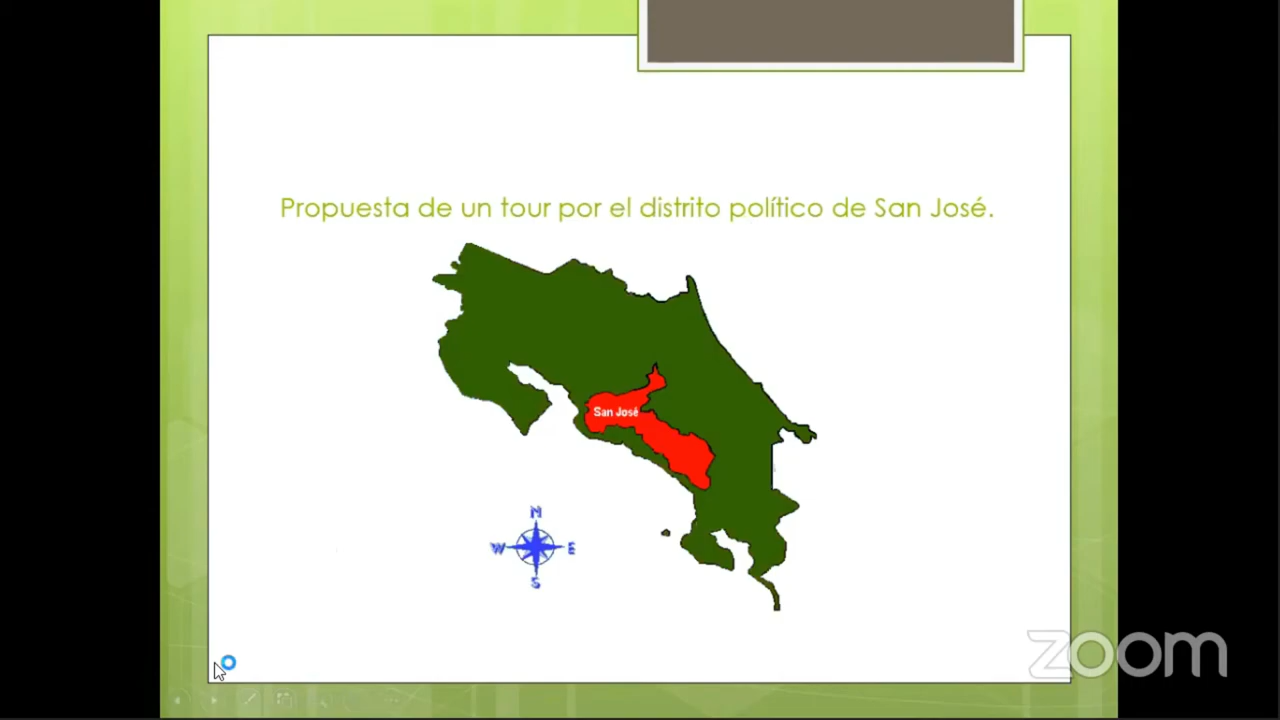 Propuesta de un tour por el distrito político de San José.
San José
N
W E
S
zoom